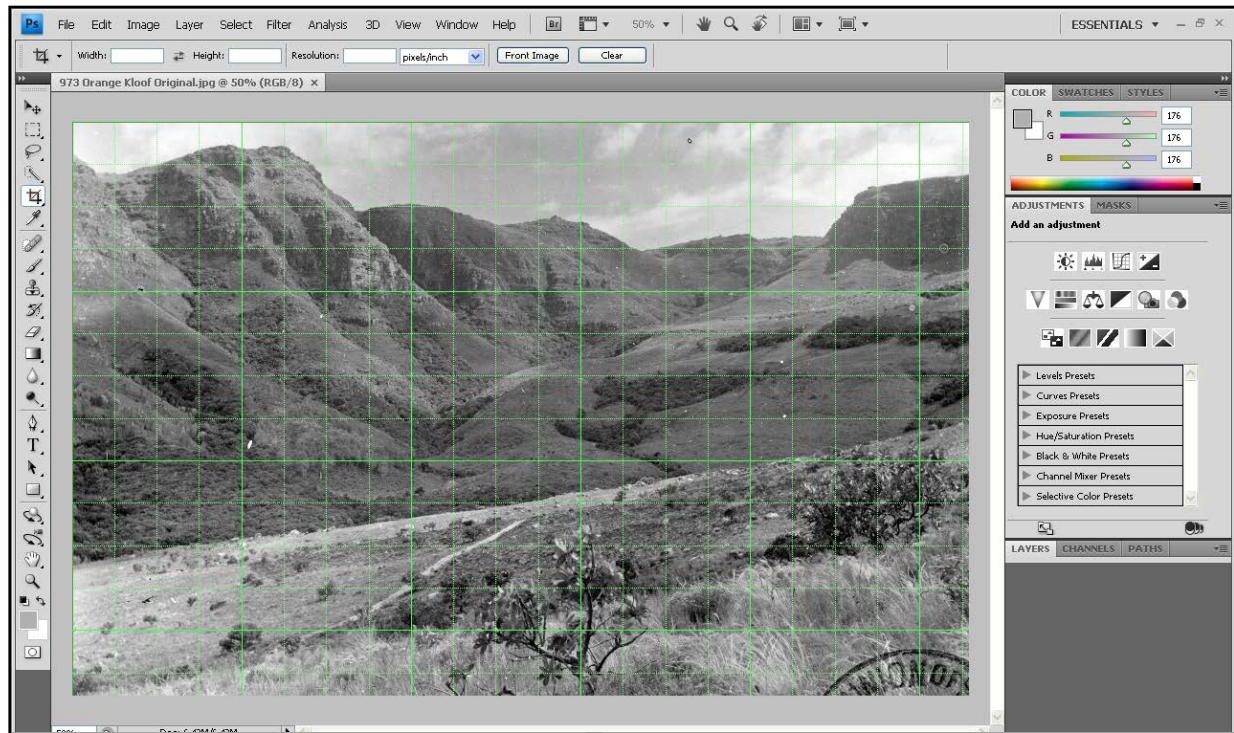 Ps File Edit Image Layer Select Filter Analysis 3D View Window Help Br 50% ESSENTIALS
Width: Height: Resolution: pixels/inch Front Image Clear
973 Orange Kloof Original.jpg @ 50% (RGB/8) x
COLOR SWATCHES STYLES
R 176
G 176
B 176
ADJUSTMENTS MASKS
Add an adjustment
Levels Presets
Curves Presets
Exposure Presets
Hue/Saturation Presets
Black & White Presets
Channel Mixer Presets
Selective Color Presets
LAYERS CHANNELS PATHS
T